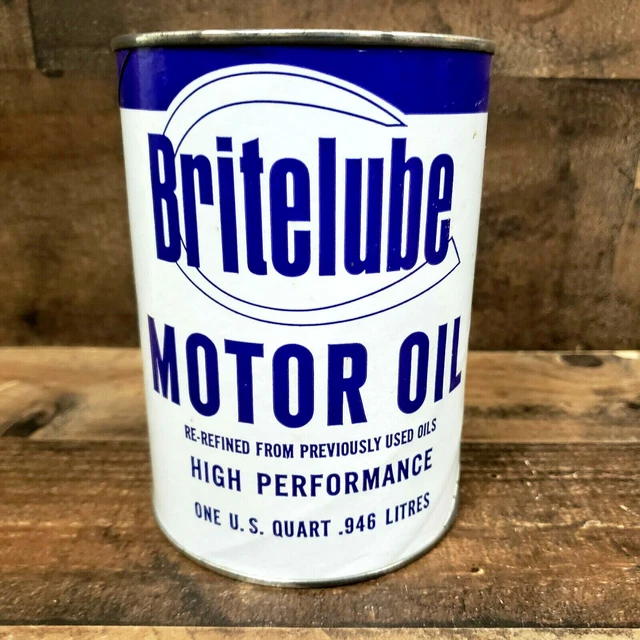 Britelube
MOTOR OIL
RE-REFINED FROM PREVIOUSLY USED OILS
HIGH PERFORMANCE
ONE U.S. QUART .946 LITRES